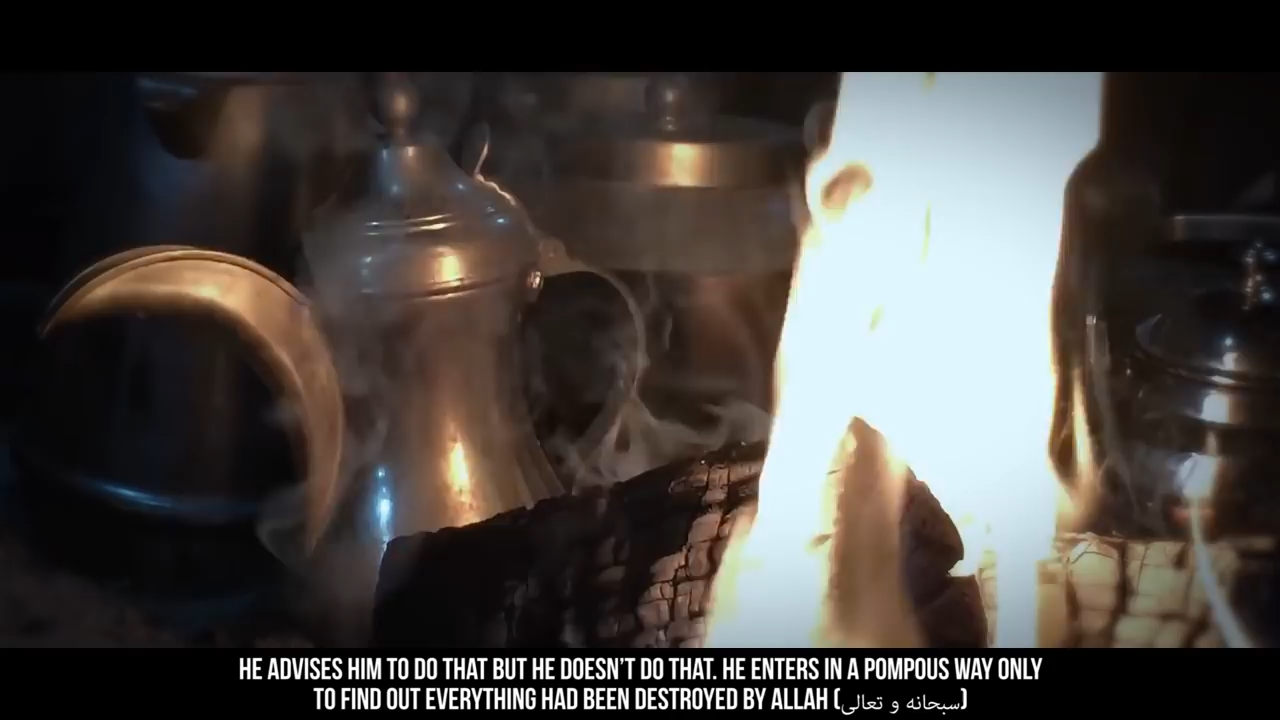 HE ADVISES HIM TO DO THAT BUT HE DOESN'T DO THAT. HE ENTERS IN A POMPOUS WAY ONLY
TO FIND OUT EVERYTHING HAD BEEN DESTROYED BY ALLAH (سبحانه و تعالى)